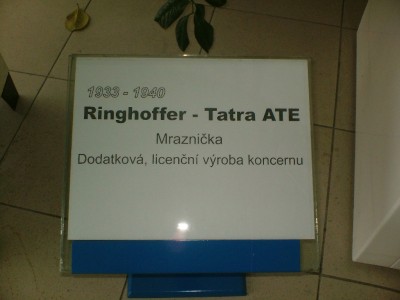 1933 - 1940
Ringhoffer - Tatra ATE
Mraznička
Dodatková, licenční výroba koncernu